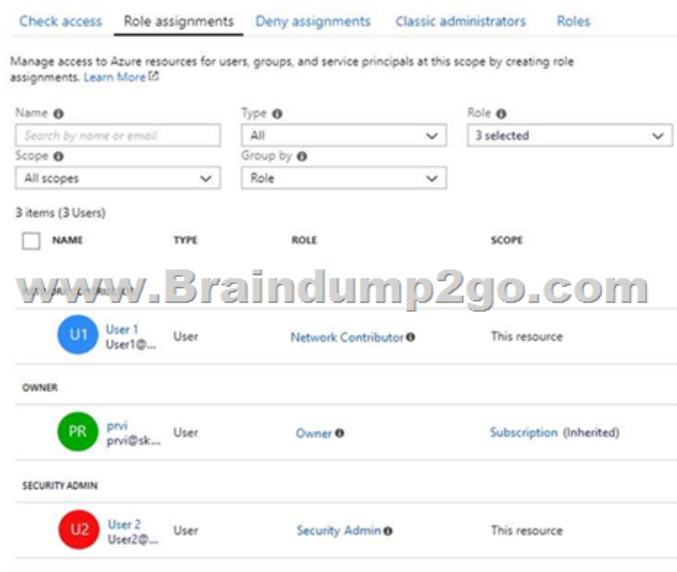 Check access Role assignments Deny assignments Classic administrators Roles
Manage access to Azure resources for users, groups, and service principals at this scope by creating role
assignments. Learn More
Name Type Role
Search by name or email All 3 selected
Scope Group by
All scopes Role
3 items (3 Users)
NAME TYPE ROLE SCOPE
www.Braindump2go.com
U1 User 1 User Network Contributor This resource
User1@...
OWNER
PR prvi User Owner Subscription (Inherited)
prvi@sk...
SECURITY ADMIN
U2 User 2 User Security Admin This resource
User2@...